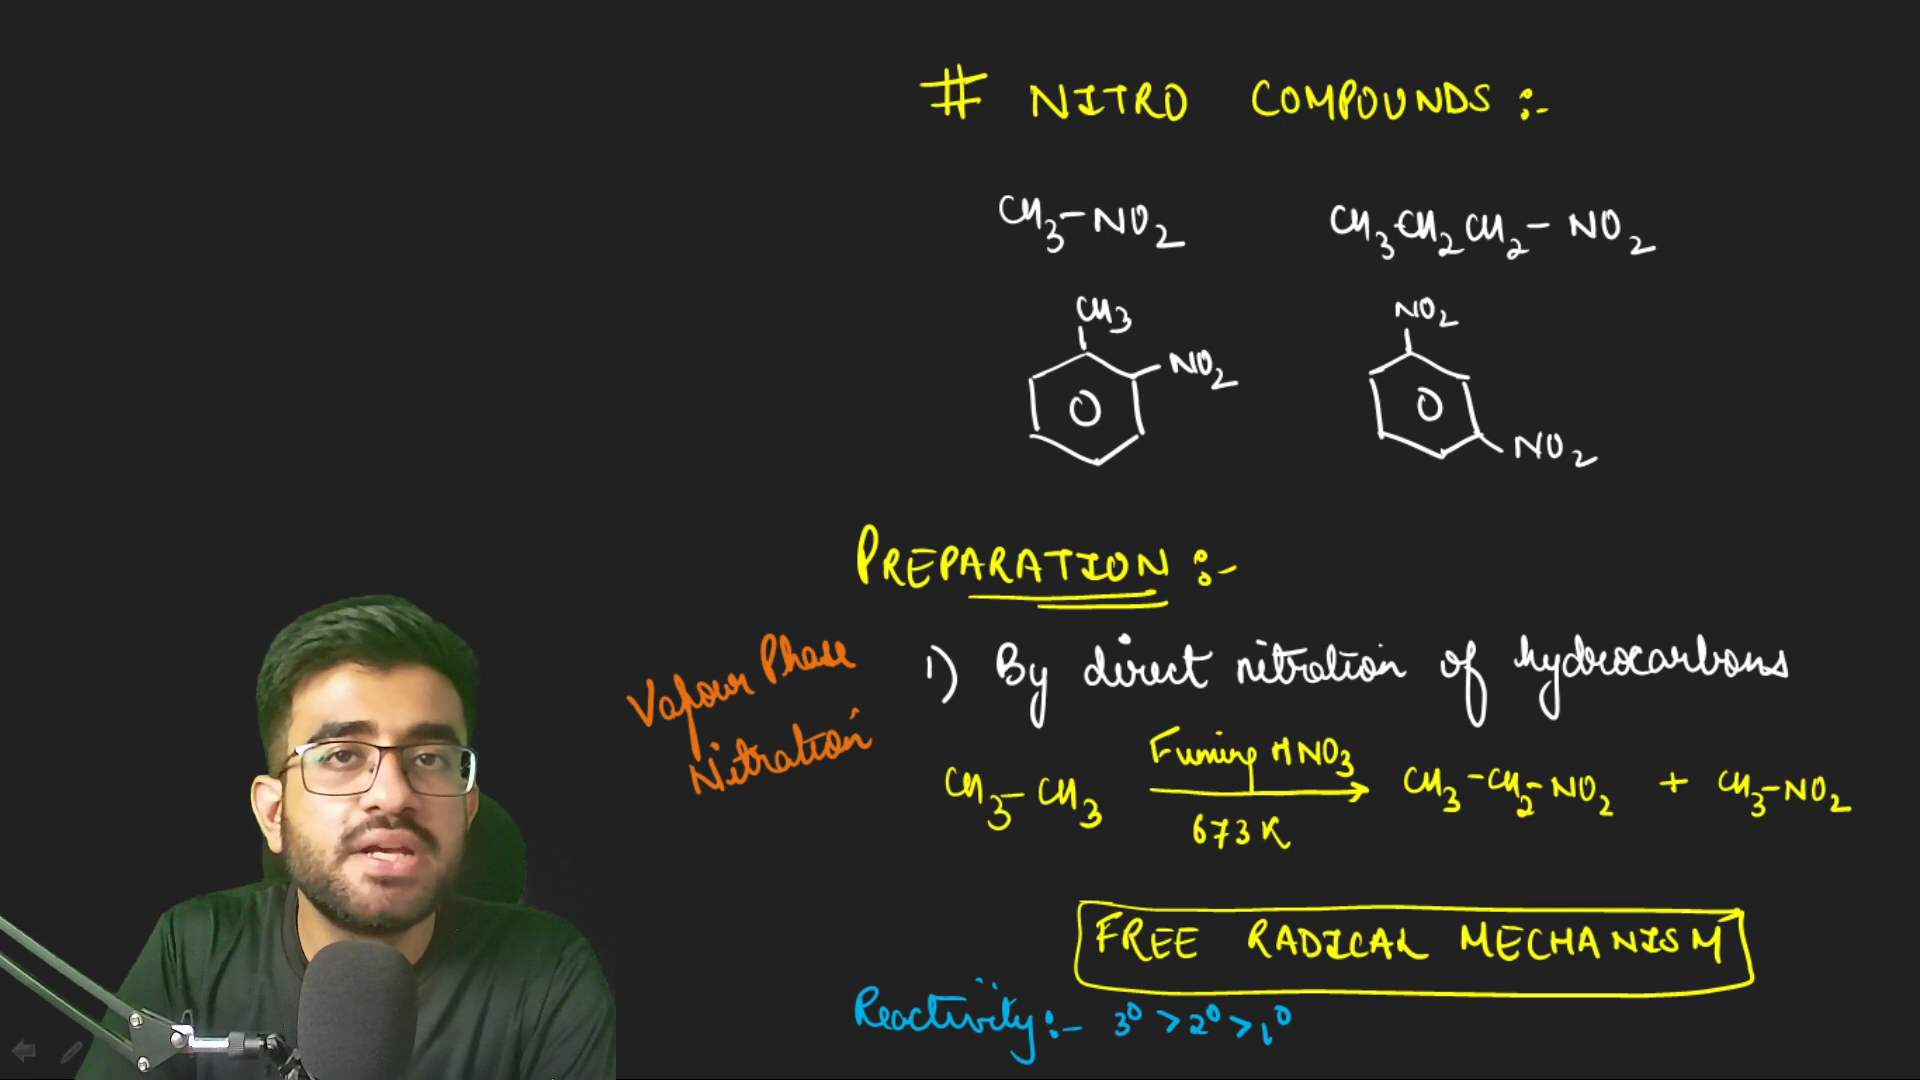 # NITRO COMPOUNDS :-
CH3-NO2 CH3CH2CH2-NO2
CH3
NO2
NO2
NO2
PREPARATION :-
Vapour Phase
Nitration
1) By direct nitration of hydrocarbons
Fuming HNO3
CH3-CH3 → CH3-CH2-NO2 + CH3-NO2
673 K
FREE RADICAL MECHANISM
Reactivity :- 3° > 2° > 1°